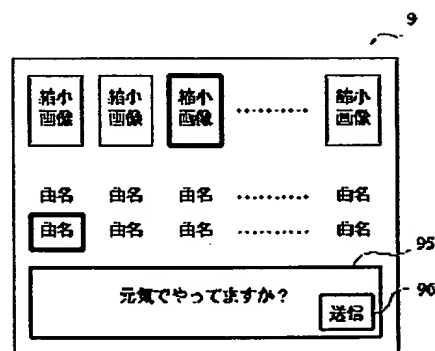 9
縮小画像 縮小画像 縮小画像 ・・・・・・・・・ 縮小画像
曲名 曲名 曲名 ・・・・・・・・・ 曲名
曲名 曲名 曲名 ・・・・・・・・・ 曲名
95
元気でやってますか?
送信 96